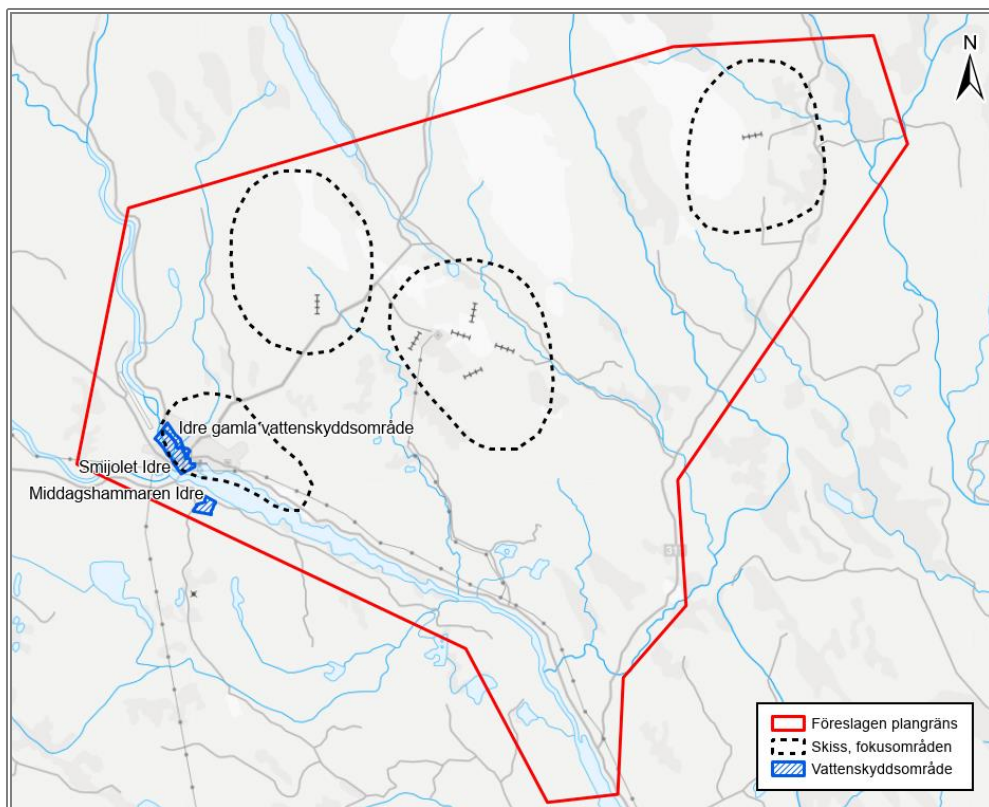 N
Idre gamla vattenskyddsområde
Smijolet Idre
Middagshammaren Idre
Föreslagen plangräns
Skiss, fokusområden
Vattenskyddsområde